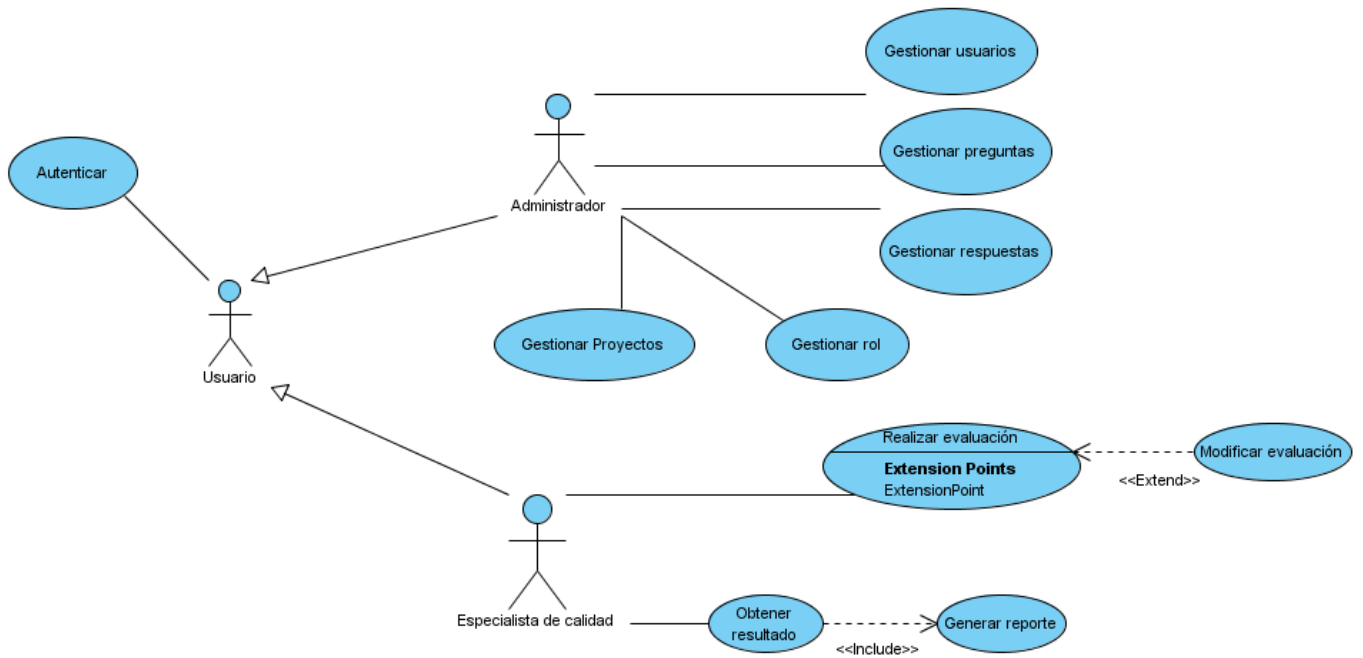 Gestionar usuarios
Autenticar
Gestionar preguntas
Administrador
Gestionar respuestas
Gestionar Proyectos
Gestionar rol
Usuario
Realizar evaluación
Extension Points
ExtensionPoint
Modificar evaluación
<<Extend>>
Especialista de calidad
Obtener
resultado
Generar reporte
<<Include>>